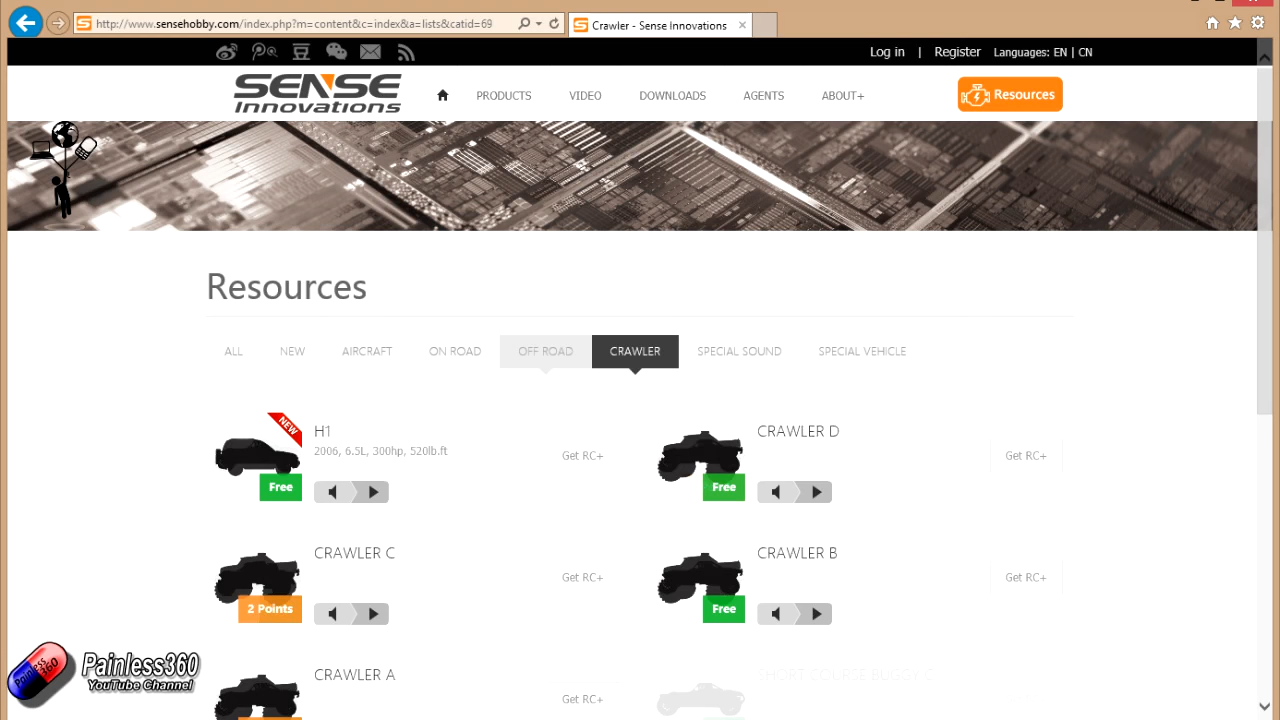 http://www.sensehobby.com/index.php?m=content&c=index&a=lists&catid=69
Crawler - Sense Innovations
Log in | Register Languages: EN | CN
SENSE
Innovations
PRODUCTS VIDEO DOWNLOADS AGENTS ABOUT+
Resources
Resources
ALL NEW AIRCRAFT ON ROAD OFF ROAD CRAWLER SPECIAL SOUND SPECIAL VEHICLE
NEW
H1
2006, 6.5L, 300hp, 520lb.ft
Get RC+
Free
CRAWLER D
Get RC+
Free
CRAWLER C
Get RC+
2 Points
CRAWLER B
Get RC+
Free
CRAWLER A
Get RC+
SHORT COURSE BUGGY C
Painless360
Painless360
YouTube Channel